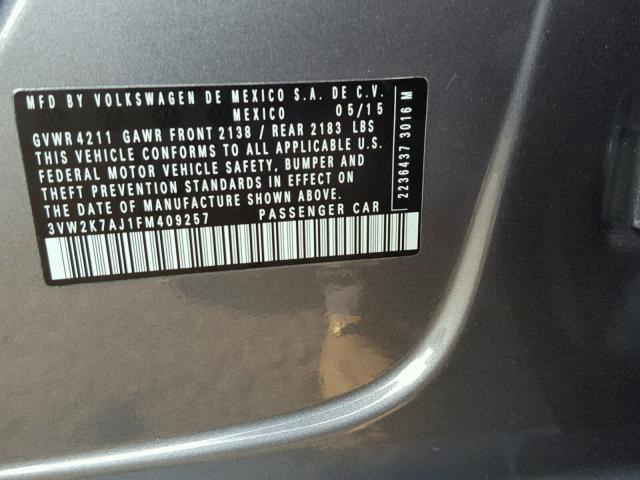 MFD BY VOLKSWAGEN DE MEXICO S.A. DE C.V.
MEXICO 05/15
GVWR 4211 GAWR FRONT 2138 / REAR 2183 LBS
THIS VEHICLE CONFORMS TO ALL APPLICABLE U.S.
FEDERAL MOTOR VEHICLE SAFETY, BUMPER AND
THEFT PREVENTION STANDARDS IN EFFECT ON
THE DATE OF MANUFACTURE SHOWN ABOVE.
3VW2K7AJ1FM409257 PASSENGER CAR
2236437 3016 M